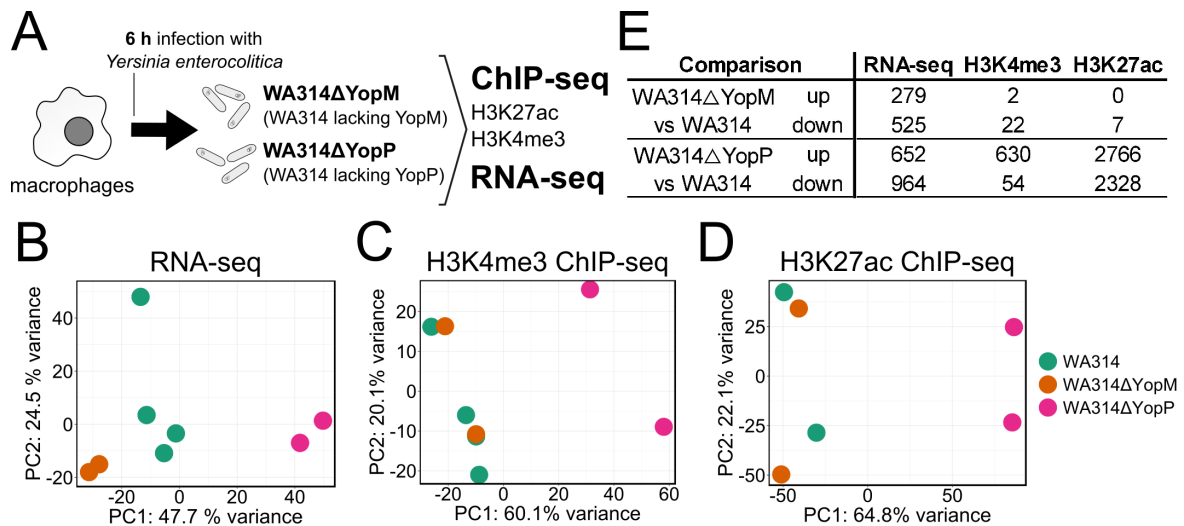 A
6 h infection with
Yersinia enterocolitica
macrophages
WA314ΔYopM
(WA314 lacking YopM)
WA314ΔYopP
(WA314 lacking YopP)
ChIP-seq
H3K27ac
H3K4me3
RNA-seq
E
Comparison RNA-seq H3K4me3 H3K27ac
WA314△YopM up 279 2 0
vs WA314 down 525 22 7
WA314△YopP up 652 630 2766
vs WA314 down 964 54 2328
B
RNA-seq
PC2: 24.5 % variance
40
20
0
-20
-20 0 20 40
PC1: 47.7 % variance
C
H3K4me3 ChIP-seq
PC2: 20.1% variance
20
10
0
-10
-20
-20 0 20 40 60
PC1: 60.1% variance
D
H3K27ac ChIP-seq
PC2: 22.1% variance
25
0
-25
-50
-50 0 50
PC1: 64.8% variance
WA314
WA314ΔYopM
WA314ΔYopP